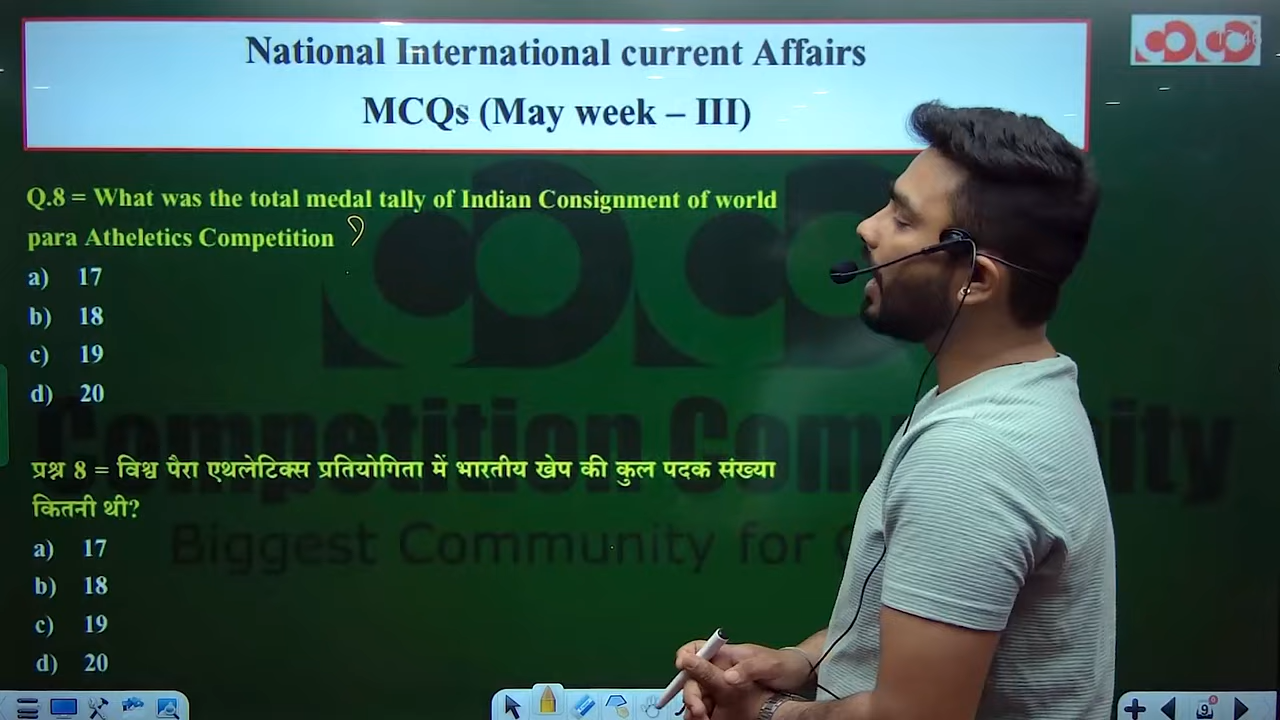 National International current Affairs
MCQs (May week – III)
Q.8 = What was the total medal tally of Indian Consignment of world
para Atheletics Competition
a) 17
b) 18
c) 19
d) 20
प्रश्न 8 = विश्व पैरा एथलेटिक्स प्रतियोगिता में भारतीय खेप की कुल पदक संख्या
कितनी थी?
a) 17
b) 18
c) 19
d) 20
Competition Community
Biggest Community for